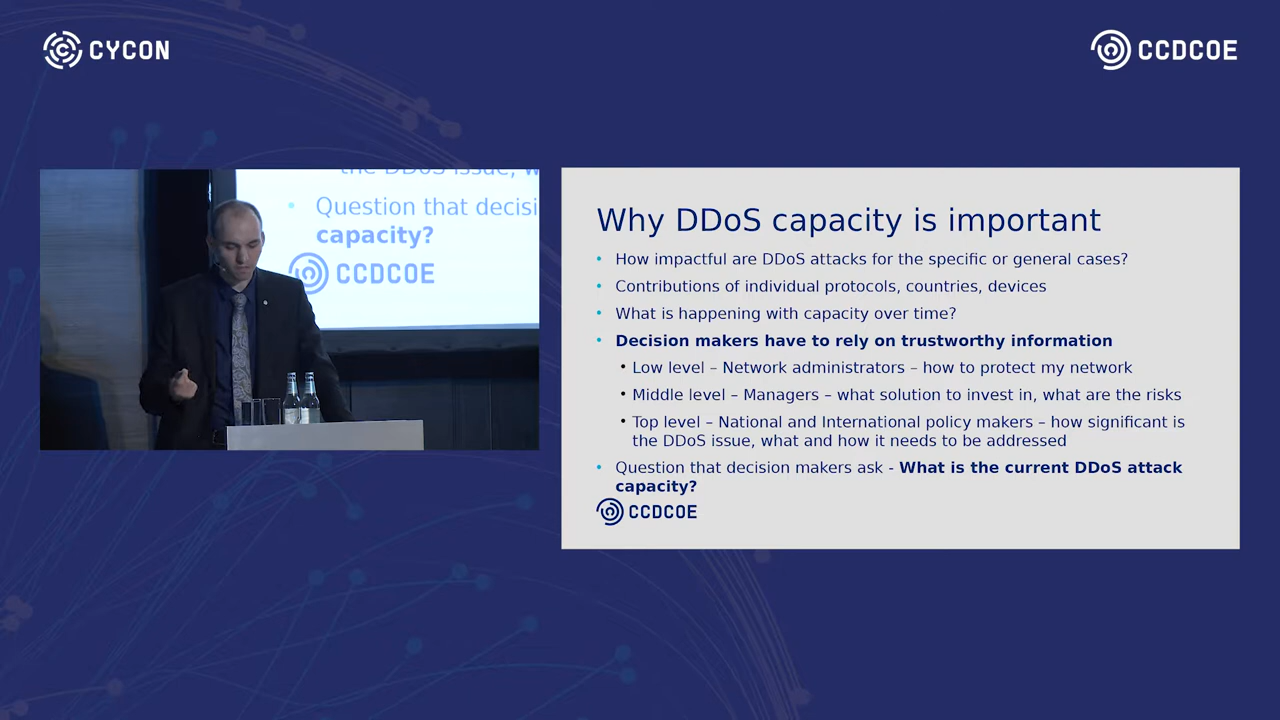 CYCON
CCDCOE
the DDoS issue, w
Question that decisi
capacity?
CCDCOE
Why DDoS capacity is important
• How impactful are DDoS attacks for the specific or general cases?
• Contributions of individual protocols, countries, devices
• What is happening with capacity over time?
• Decision makers have to rely on trustworthy information
• Low level – Network administrators – how to protect my network
• Middle level – Managers – what solution to invest in, what are the risks
• Top level – National and International policy makers – how significant is
the DDoS issue, what and how it needs to be addressed
• Question that decision makers ask - What is the current DDoS attack
capacity?
CCDCOE